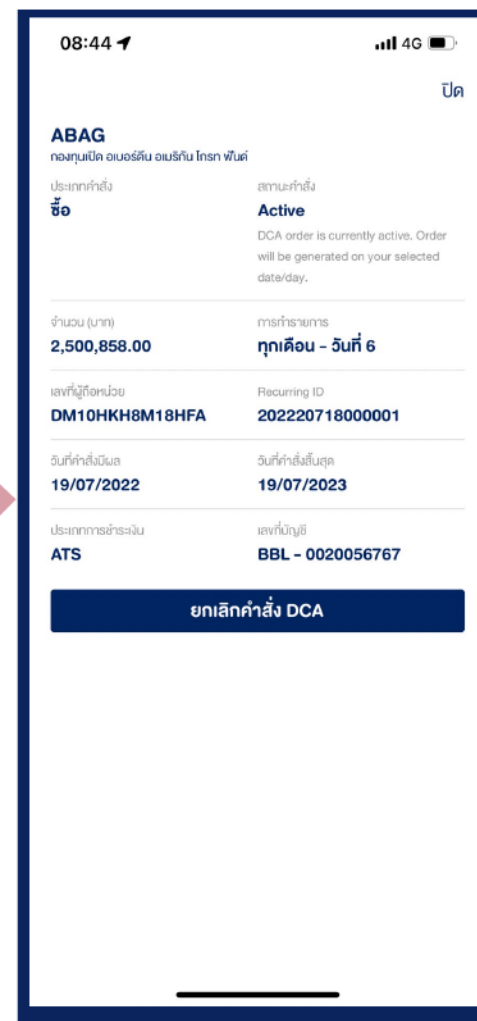 08:44 4G
ปิด
ABAG
กองทุนเปิด อเบอร์ดีน อเมริกัน โกรท ฟันด์
ประเภทคำสั่ง สถานะคำสั่ง
ซื้อ Active
DCA order is currently active. Order
will be generated on your selected
date/day.
จำนวน (บาท) การทำรายการ
2,500,858.00 ทุกเดือน - วันที่ 6
เลขที่ผู้ถือหน่วย Recurring ID
DM10HKH8M18HFA 202220718000001
วันที่คำสั่งมีผล วันที่คำสั่งสิ้นสุด
19/07/2022 19/07/2023
ประเภทการชำระเงิน เลขที่บัญชี
ATS BBL - 0020056767
ยกเลิกคำสั่ง DCA